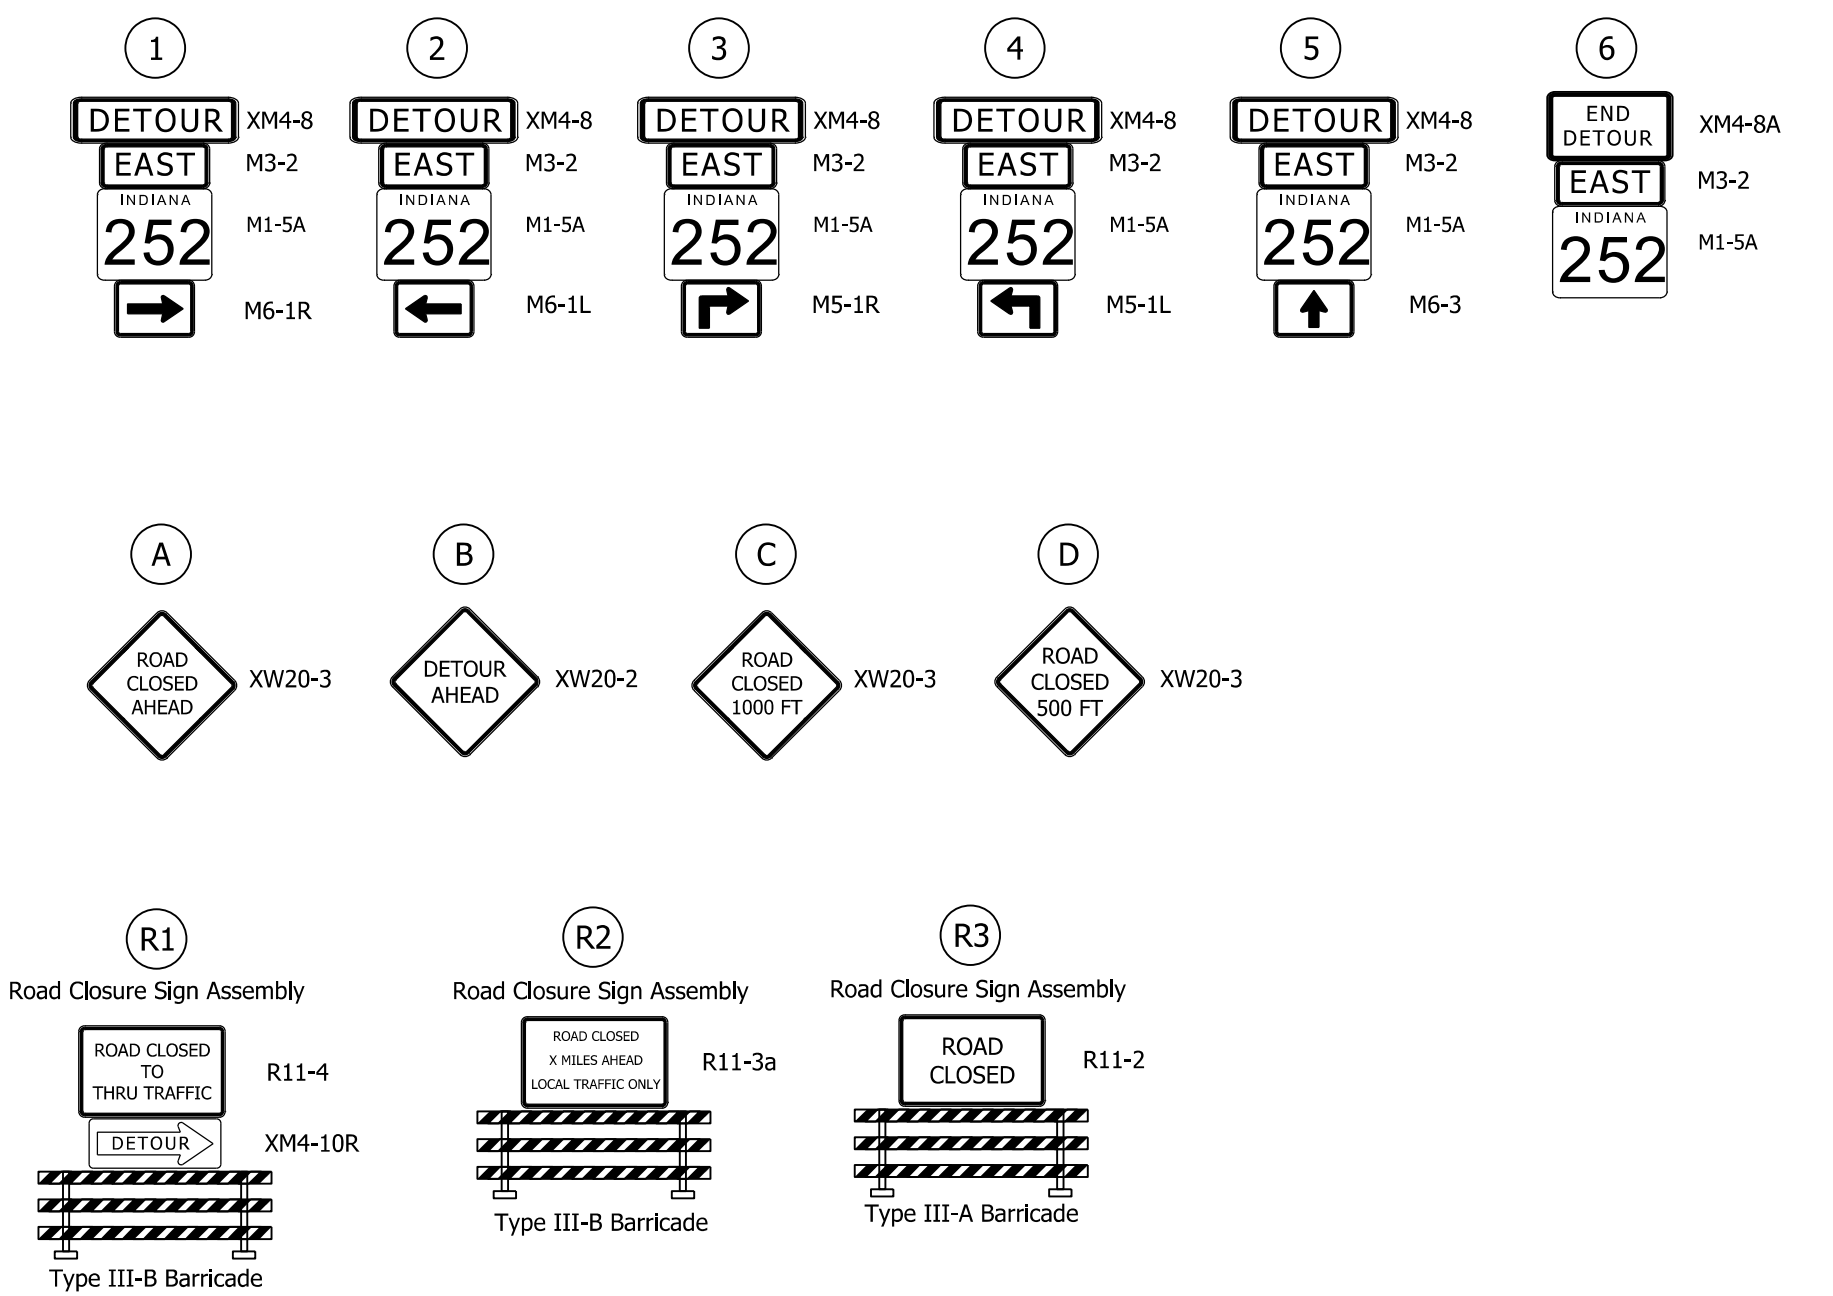 1
DETOUR XM4-8
EAST M3-2
INDIANA
252 M1-5A
M6-1R
2
DETOUR XM4-8
EAST M3-2
INDIANA
252 M1-5A
M6-1L
3
DETOUR XM4-8
EAST M3-2
INDIANA
252 M1-5A
M5-1R
4
DETOUR XM4-8
EAST M3-2
INDIANA
252 M1-5A
M5-1L
5
DETOUR XM4-8
EAST M3-2
INDIANA
252 M1-5A
M6-3
6
END
DETOUR
XM4-8A
EAST M3-2
INDIANA
252 M1-5A
A
ROAD
CLOSED
AHEAD
XW20-3
B
DETOUR
AHEAD
XW20-2
C
ROAD
CLOSED
1000 FT
XW20-3
D
ROAD
CLOSED
500 FT
XW20-3
R1
Road Closure Sign Assembly
ROAD CLOSED
TO
THRU TRAFFIC
R11-4
DETOUR XM4-10R
Type III-B Barricade
R2
Road Closure Sign Assembly
ROAD CLOSED
X MILES AHEAD
LOCAL TRAFFIC ONLY
R11-3a
Type III-B Barricade
R3
Road Closure Sign Assembly
ROAD
CLOSED
R11-2
Type III-A Barricade